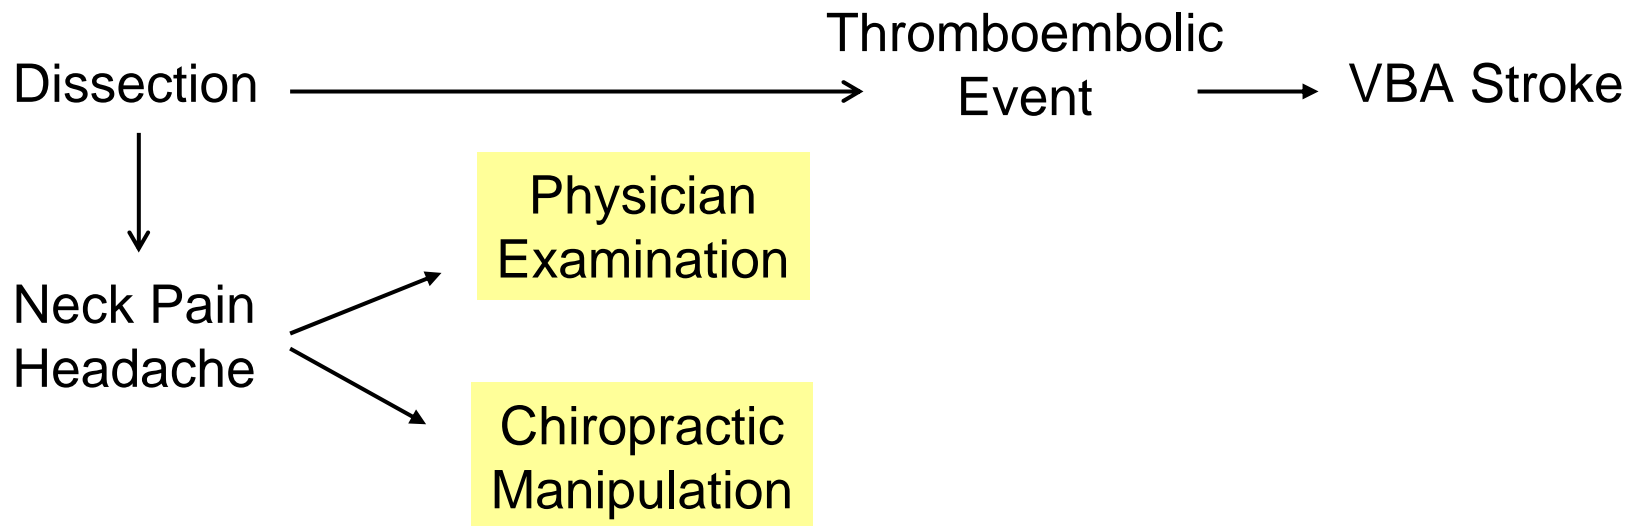 Dissection
Thromboembolic
Event
VBA Stroke
Physician
Examination
Neck Pain
Headache
Chiropractic
Manipulation